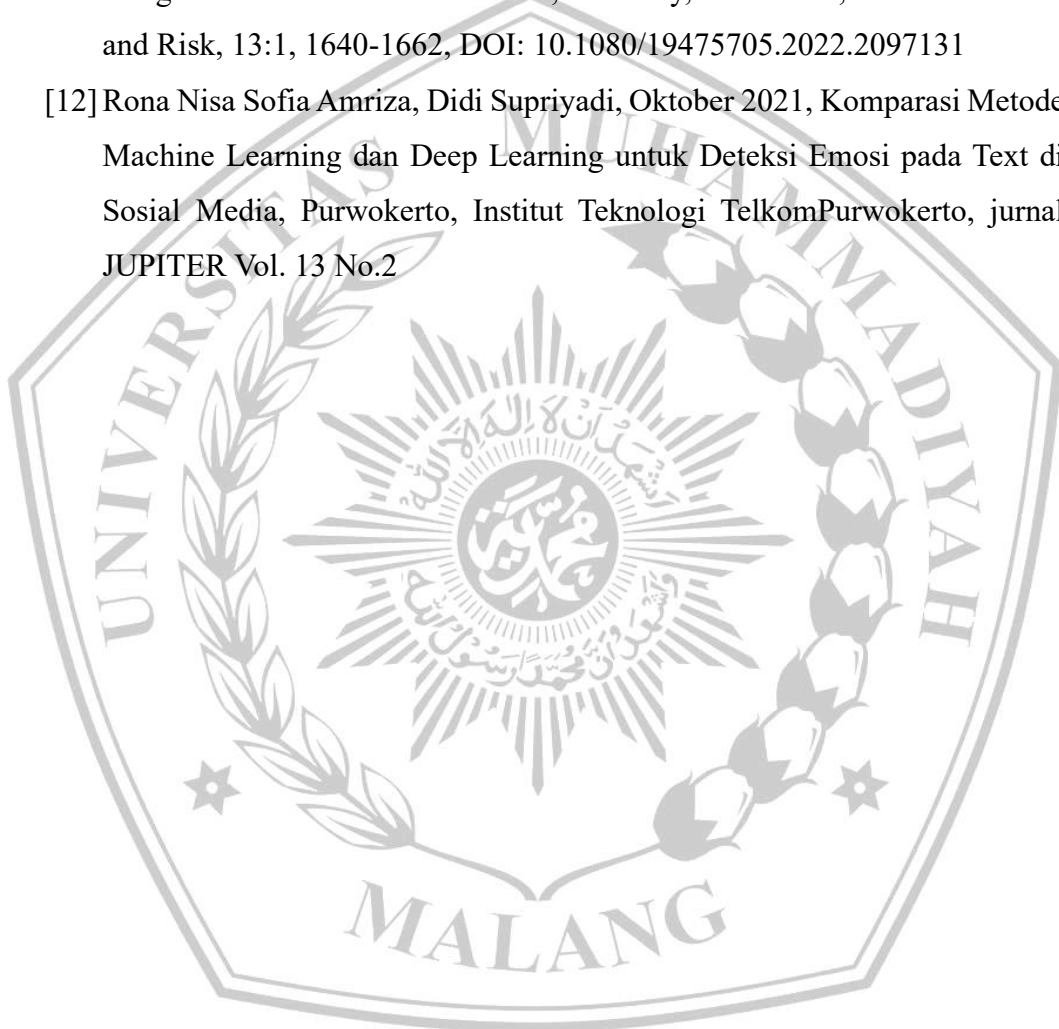 and Risk, 13:1, 1640-1662, DOI: 10.1080/19475705.2022.2097131
[12] Rona Nisa Sofia Amriza, Didi Supriyadi, Oktober 2021, Komparasi Metode
Machine Learning dan Deep Learning untuk Deteksi Emosi pada Text di
Sosial Media, Purwokerto, Institut Teknologi TelkomPurwokerto, jurnal
JUPITER Vol. 13 No.2
UNIVERSITAS MUHAMMADIYAH
MALANG